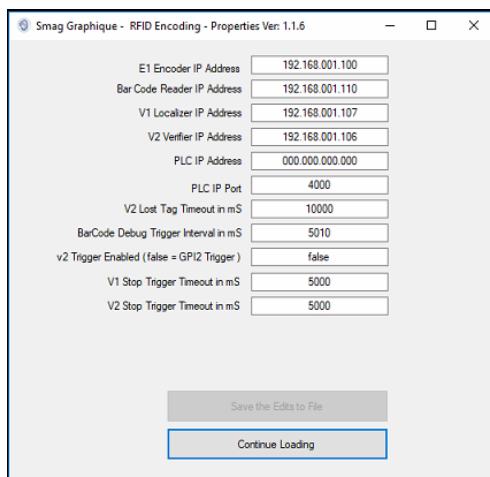 Smag Graphique - RFID Encoding - Properties Ver: 1.1.6
E1 Encoder IP Address 192.168.001.100
Bar Code Reader IP Address 192.168.001.110
V1 Localizer IP Address 192.168.001.107
V2 Verifier IP Address 192.168.001.106
PLC IP Address 000.000.000.000
PLC IP Port 4000
V2 Lost Tag Timeout in mS 10000
BarCode Debug Trigger Interval in mS 5010
v2 Trigger Enabled ( false = GPI2 Trigger ) false
V1 Stop Trigger Timeout in mS 5000
V2 Stop Trigger Timeout in mS 5000
Save the Edits to File
Continue Loading